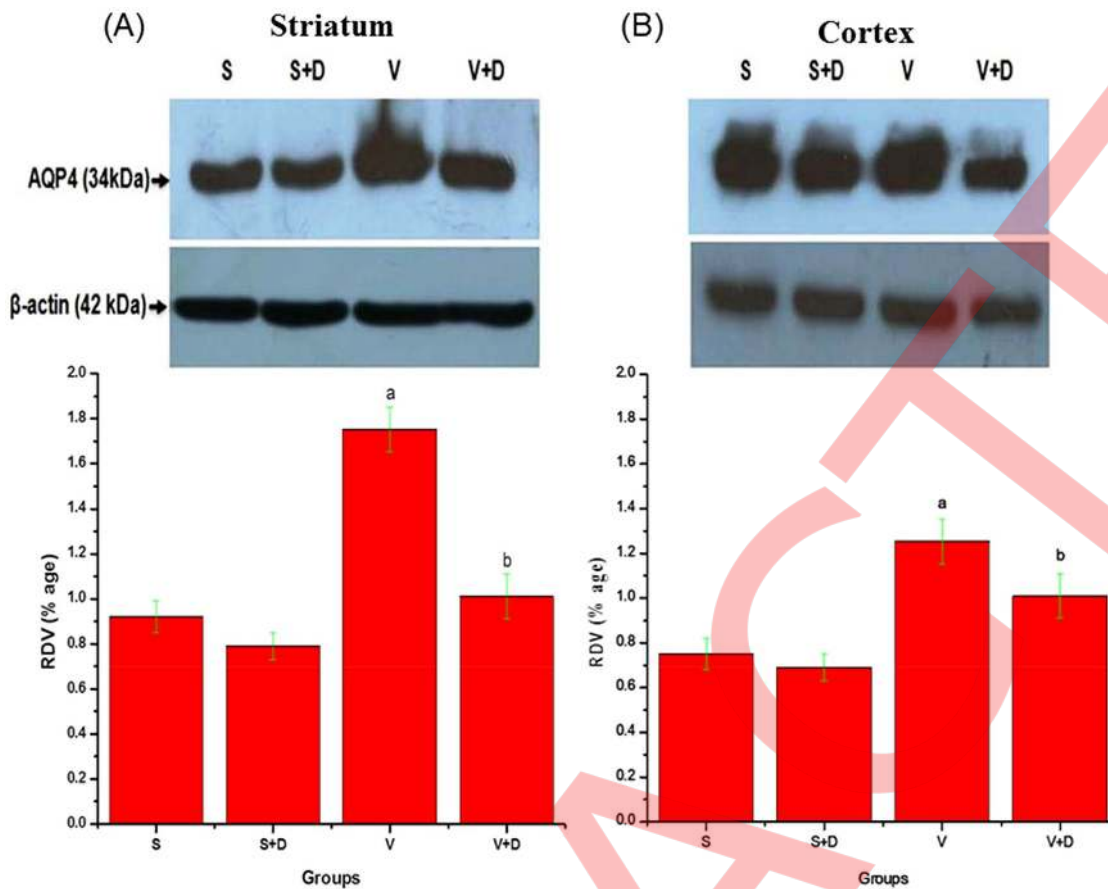 (A) Striatum
S S+D V V+D
AQP4 (34kDa)
β-actin (42 kDa)
RDV (% age)
2.0
1.8
1.6
1.4
1.2
1.0
0.8
0.6
0.4
0.2
0.0
a
b
S S+D V V+D
Groups
(B) Cortex
S S+D V V+D
RDV (% age)
2.0
1.8
1.6
1.4
1.2
1.0
0.8
0.6
0.4
0.2
0.0
a
b
S S+D V V+D
Groups